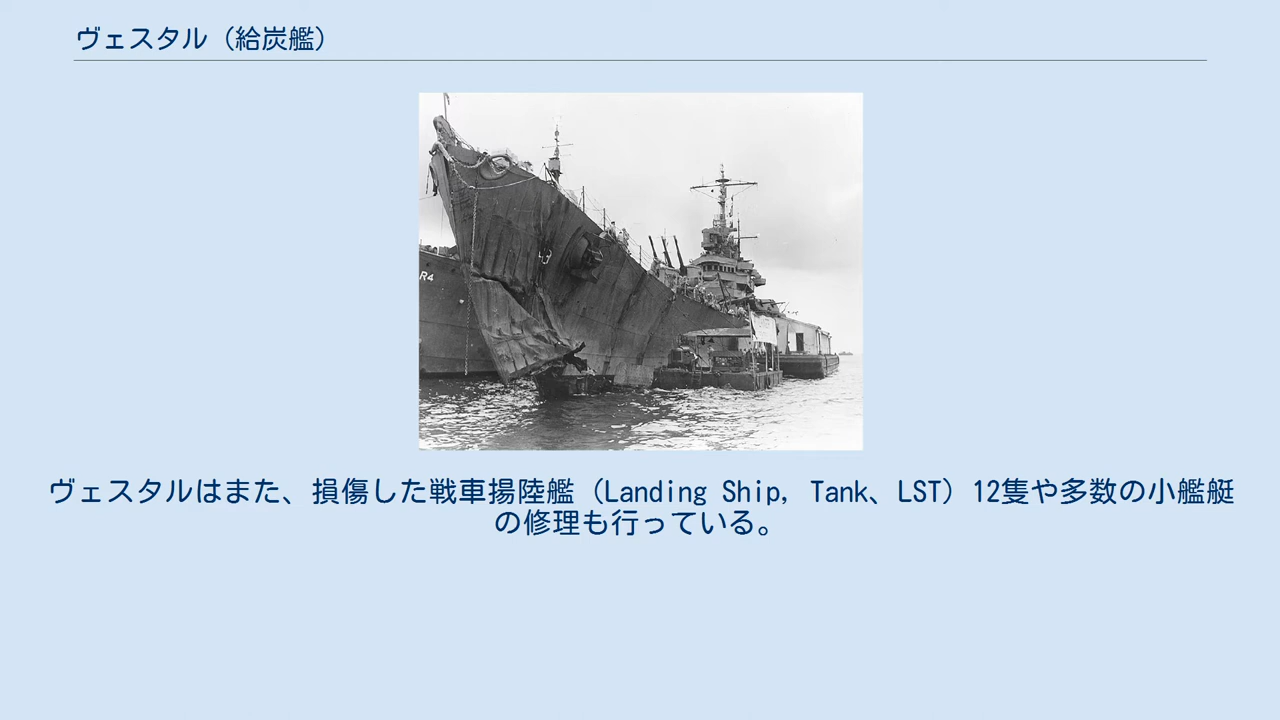 ヴェスタル（給炭艦）
R4
ヴェスタルはまた、損傷した戦車揚陸艦（Landing Ship, Tank、LST）12隻や多数の小艦艇
の修理も行っている。